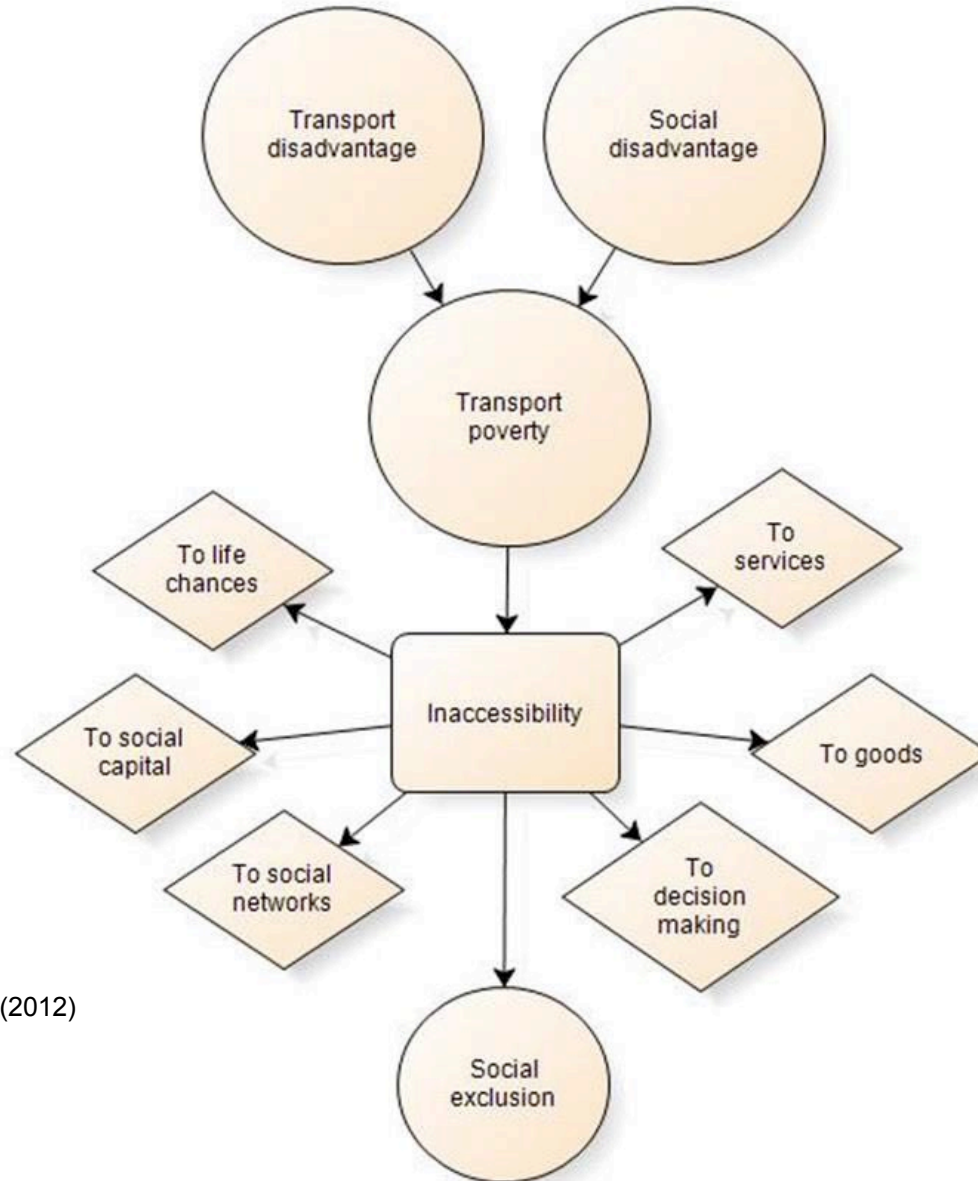 Transport
disadvantage
Social
disadvantage
Transport
poverty
To life
chances
To
services
Inaccessibility
To social
capital
To goods
To social
networks
To
decision
making
(2012)
Social
exclusion